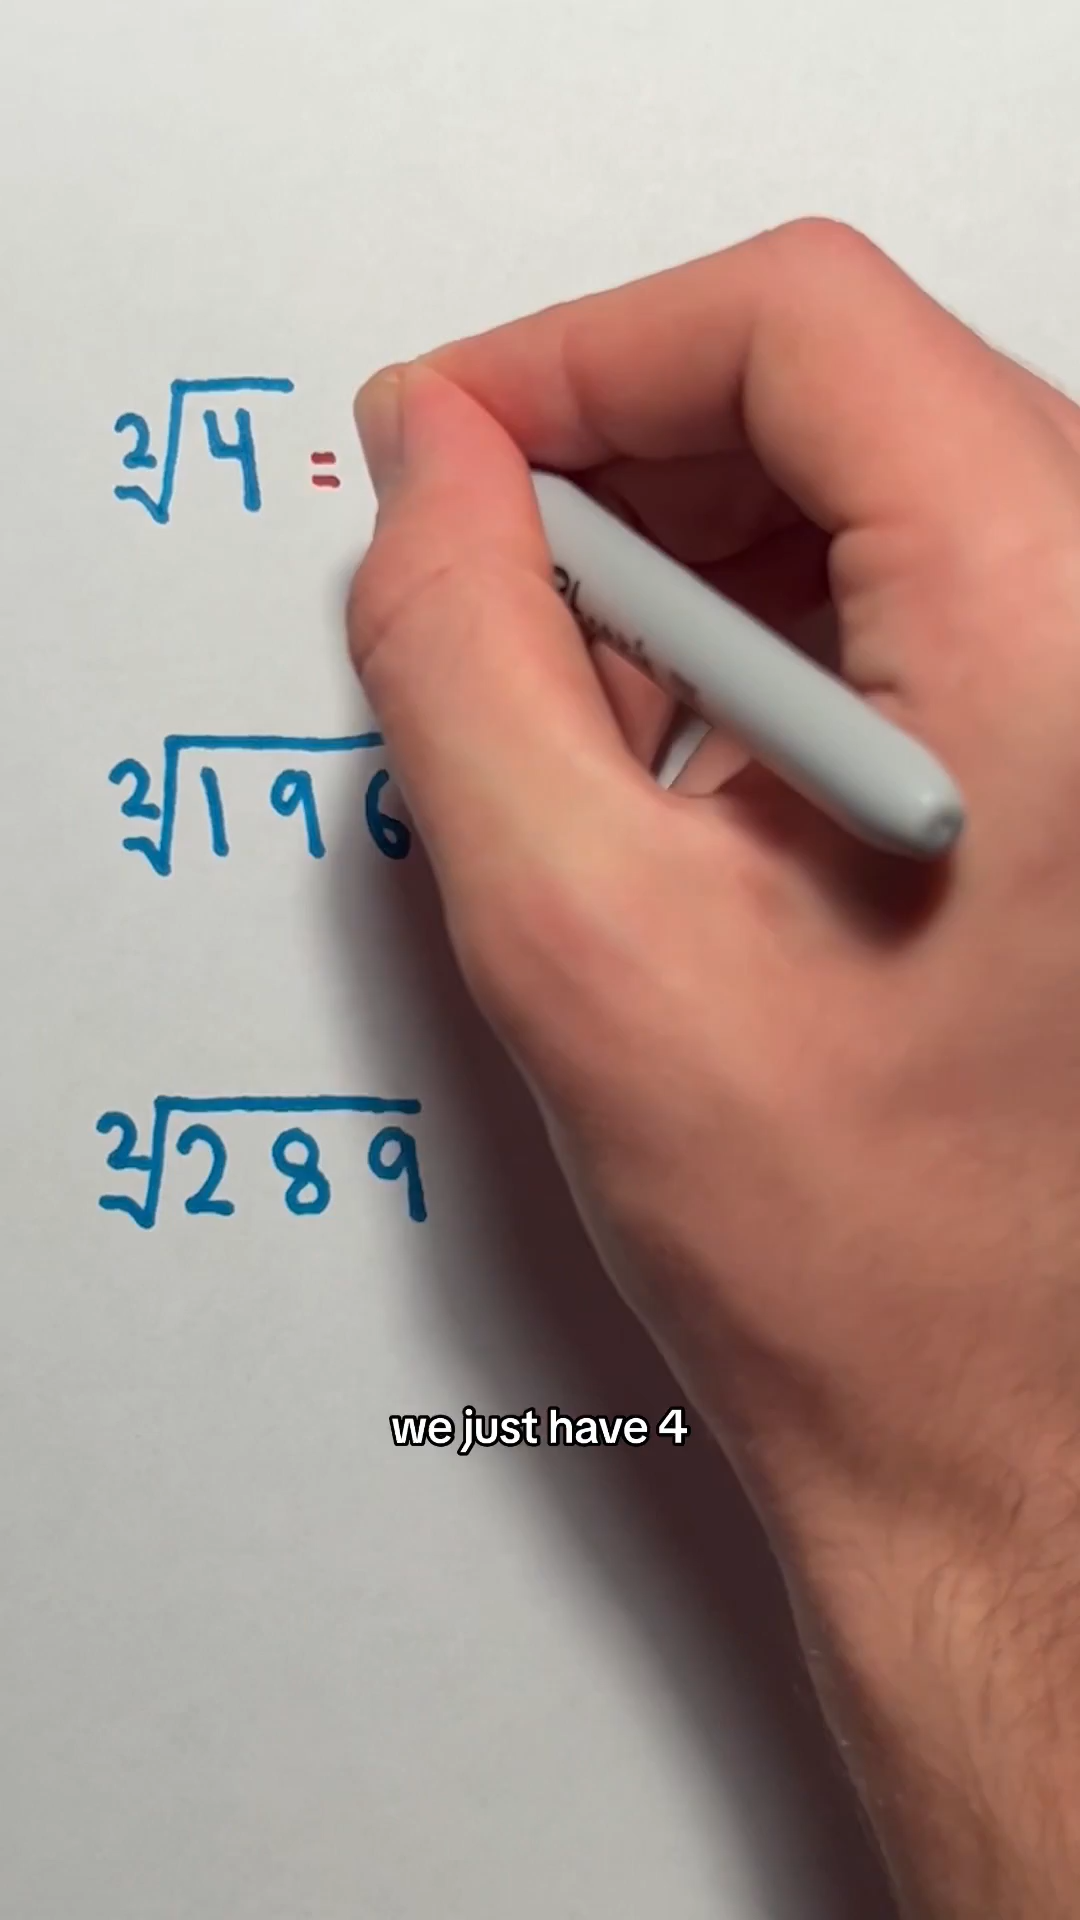 ²√4 =
²√196
²√289
we just have 4